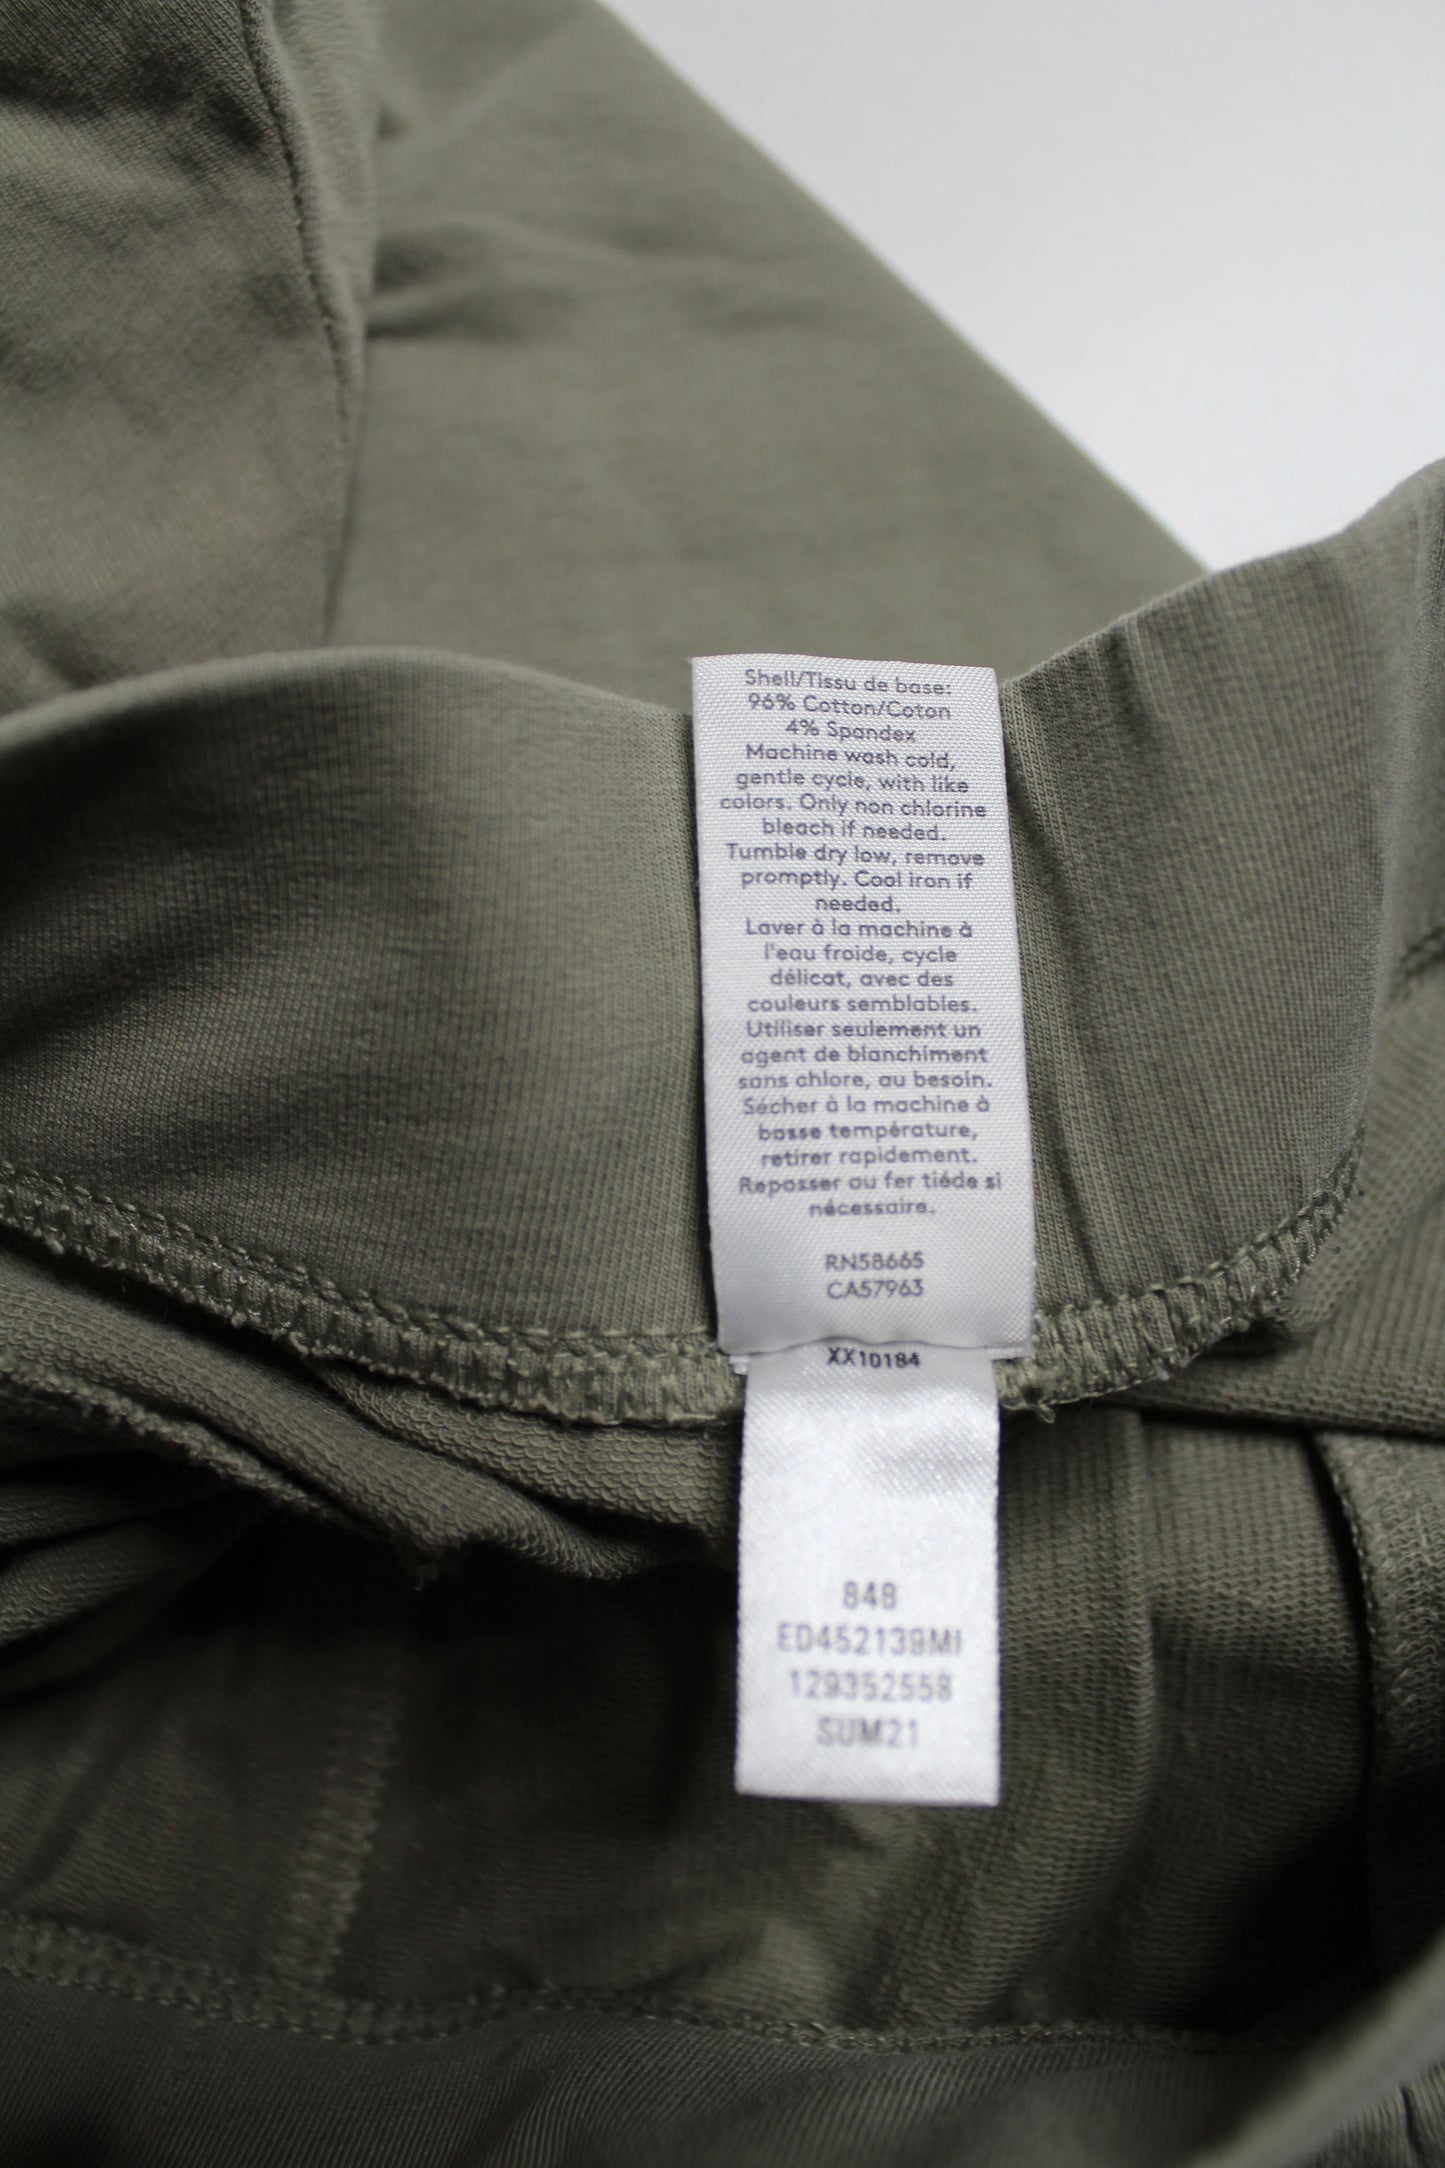 Shell/Tissu de base:
96% Cotton/Coton
4% Spandex
Machine wash cold,
gentle cycle, with like
colors. Only non chlorine
bleach if needed.
Tumble dry low, remove
promptly. Cool iron if
needed.
Laver à la machine à
l'eau froide, cycle
délicat, avec des
couleurs semblables.
Utiliser seulement un
agent de blanchiment
sans chlore, au besoin.
Sécher à la machine à
basse température,
retirer rapidement.
Repasser au fer tiéde si
nécessaire.
RN58665
CA57963
XX10184
848
ED452139MI
129352558
SUM21